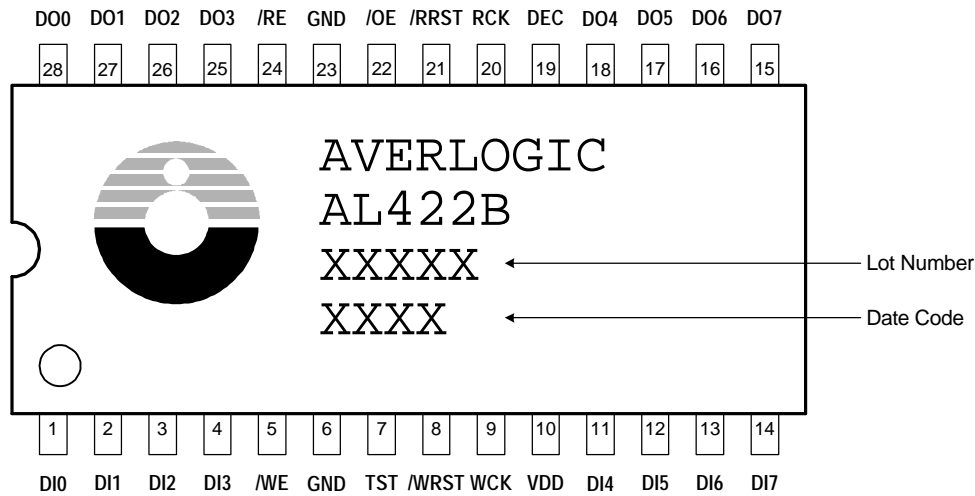 DO0 DO1 DO2 DO3 /RE GND /OE /RRST RCK DEC DO4 DO5 DO6 DO7
28 27 26 25 24 23 22 21 20 19 18 17 16 15
AVERLOGIC
AL422B
XXXXX
Lot Number
XXXX
Date Code
1 2 3 4 5 6 7 8 9 10 11 12 13 14
DI0 DI1 DI2 DI3 /WE GND TST /WRST WCK VDD DI4 DI5 DI6 DI7